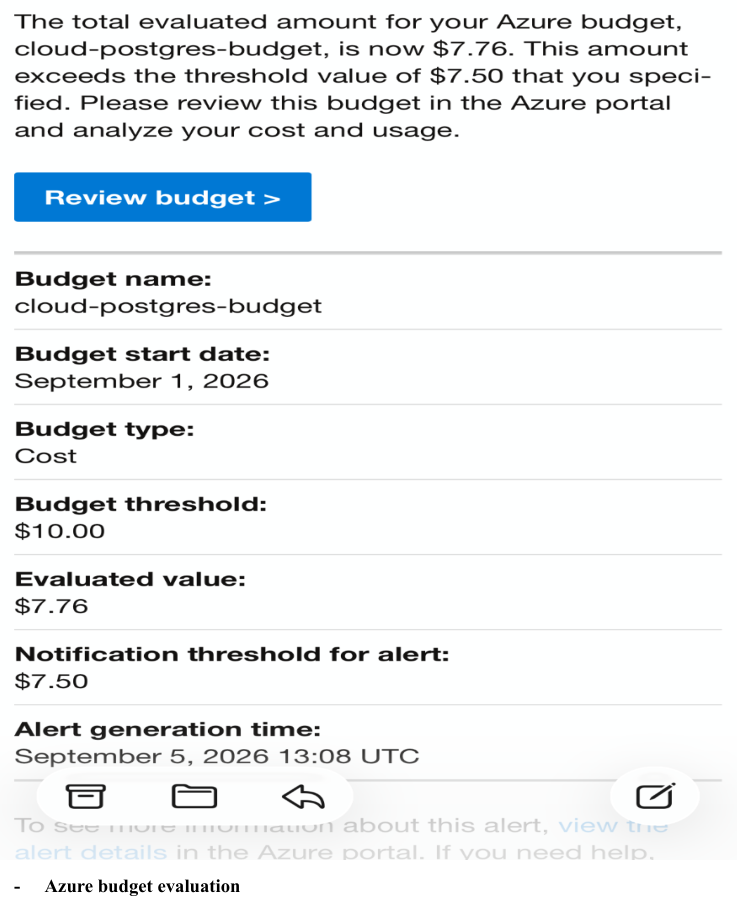 The total evaluated amount for your Azure budget,
cloud-postgres-budget, is now $7.76. This amount
exceeds the threshold value of $7.50 that you speci-
fied. Please review this budget in the Azure portal
and analyze your cost and usage.
Review budget >
Budget name:
cloud-postgres-budget
Budget start date:
September 1, 2026
Budget type:
Cost
Budget threshold:
$10.00
Evaluated value:
$7.76
Notification threshold for alert:
$7.50
Alert generation time:
September 5, 2026 13:08 UTC
To see more information about this alert, view the
alert details in the Azure portal. If you need help,
- Azure budget evaluation